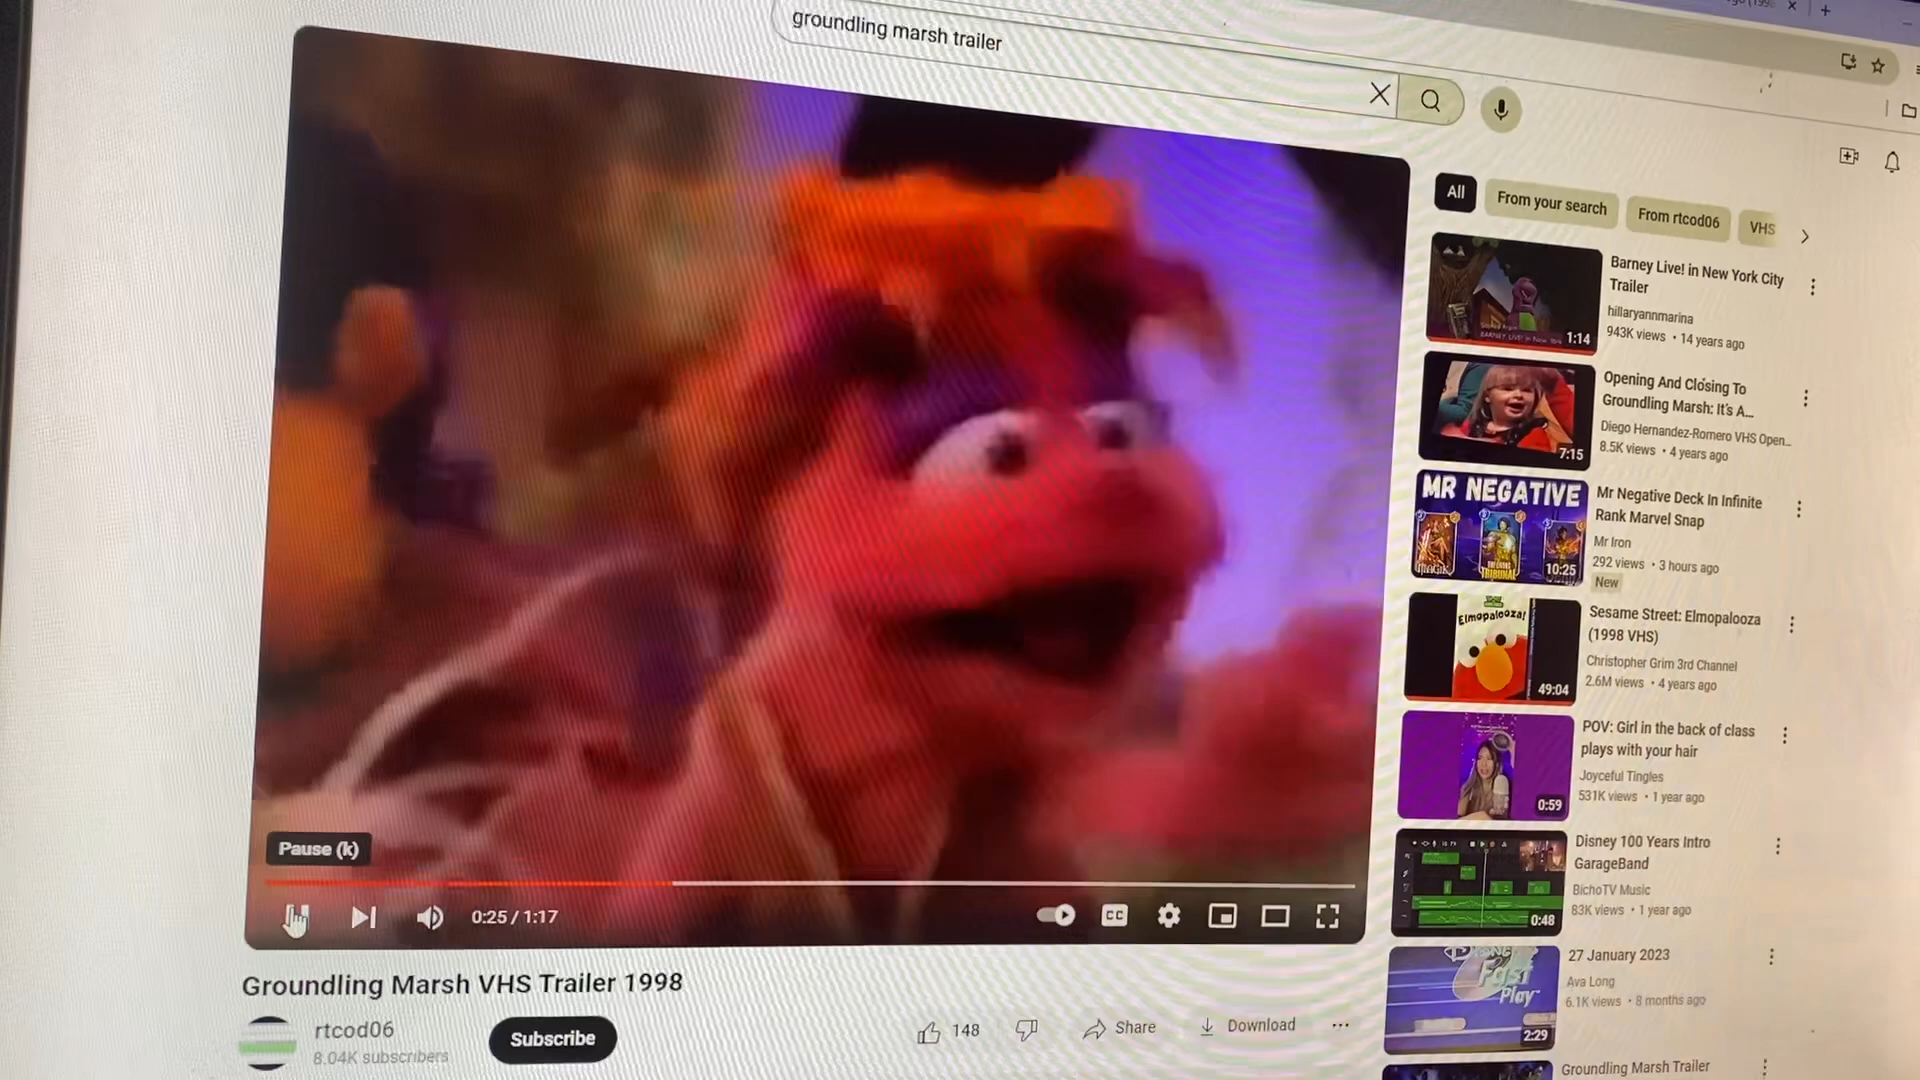 groundling marsh trailer
All
From your search
From rtcod06
VHS
Barney Live! in New York City
Trailer
hillaryannmarina
943K views • 14 years ago
1:14
Opening And Closing To
Groundling Marsh: It's A...
Diego Hernandez-Romero VHS Open...
8.5K views • 4 years ago
7:15
MR NEGATIVE
10:25
Mr Negative Deck In Infinite
Rank Marvel Snap
Mr Iron
292 views • 3 hours ago
New
Elmopalooza!
49:04
Sesame Street: Elmopalooza
(1998 VHS)
Christopher Grim 3rd Channel
2.6M views • 4 years ago
POV: Girl in the back of class
plays with your hair
Joyceful Tingles
531K views • 1 year ago
0:59
Disney 100 Years Intro
GarageBand
BichoTV Music
83K views • 1 year ago
0:48
27 January 2023
Ava Long
6.1K views • 8 months ago
Fast
Play
2:29
Groundling Marsh Trailer
Pause (k)
0:25 / 1:17
CC
Groundling Marsh VHS Trailer 1998
rtcod06
8.04K subscribers
Subscribe
148
Share
Download